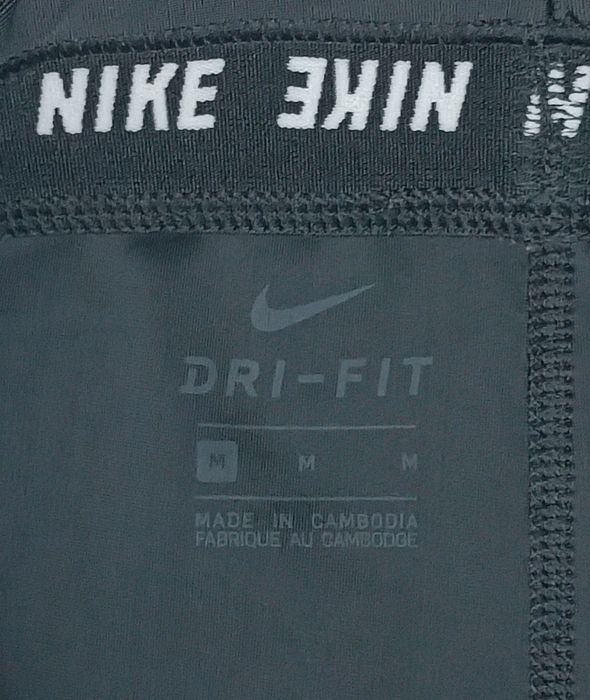 NIKE NIKE
DRI-FIT
M M M
MADE IN CAMBODIA
FABRIQUE AU CAMBODGE